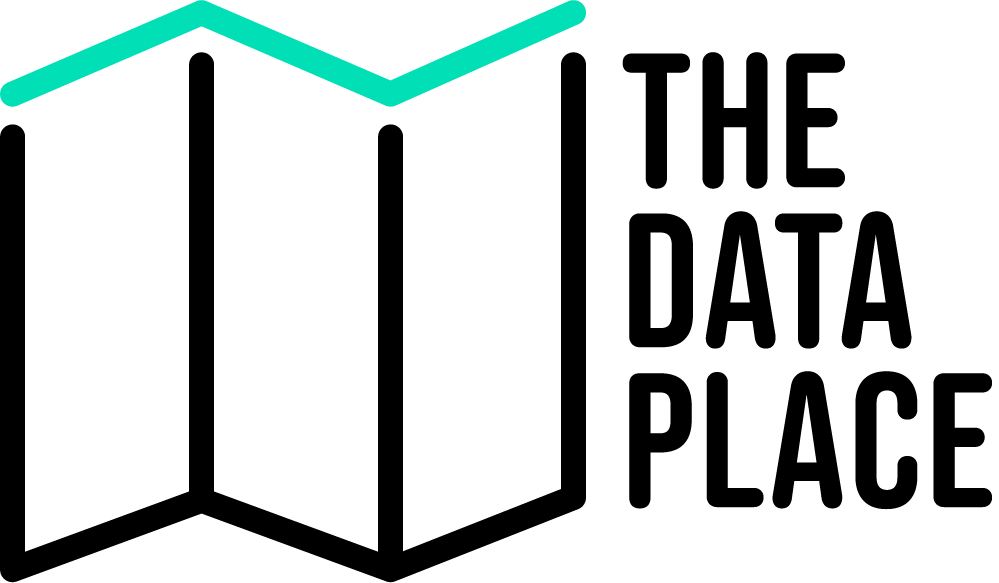 THE
DATA
PLACE